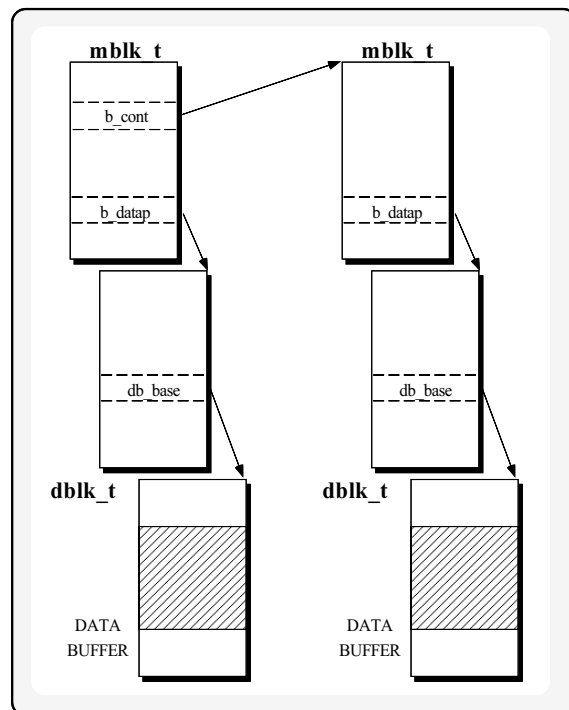 mblk_t
mblk_t
b_cont
b_datap
b_datap
db_base
db_base
dblk_t
dblk_t
DATA
BUFFER
DATA
BUFFER